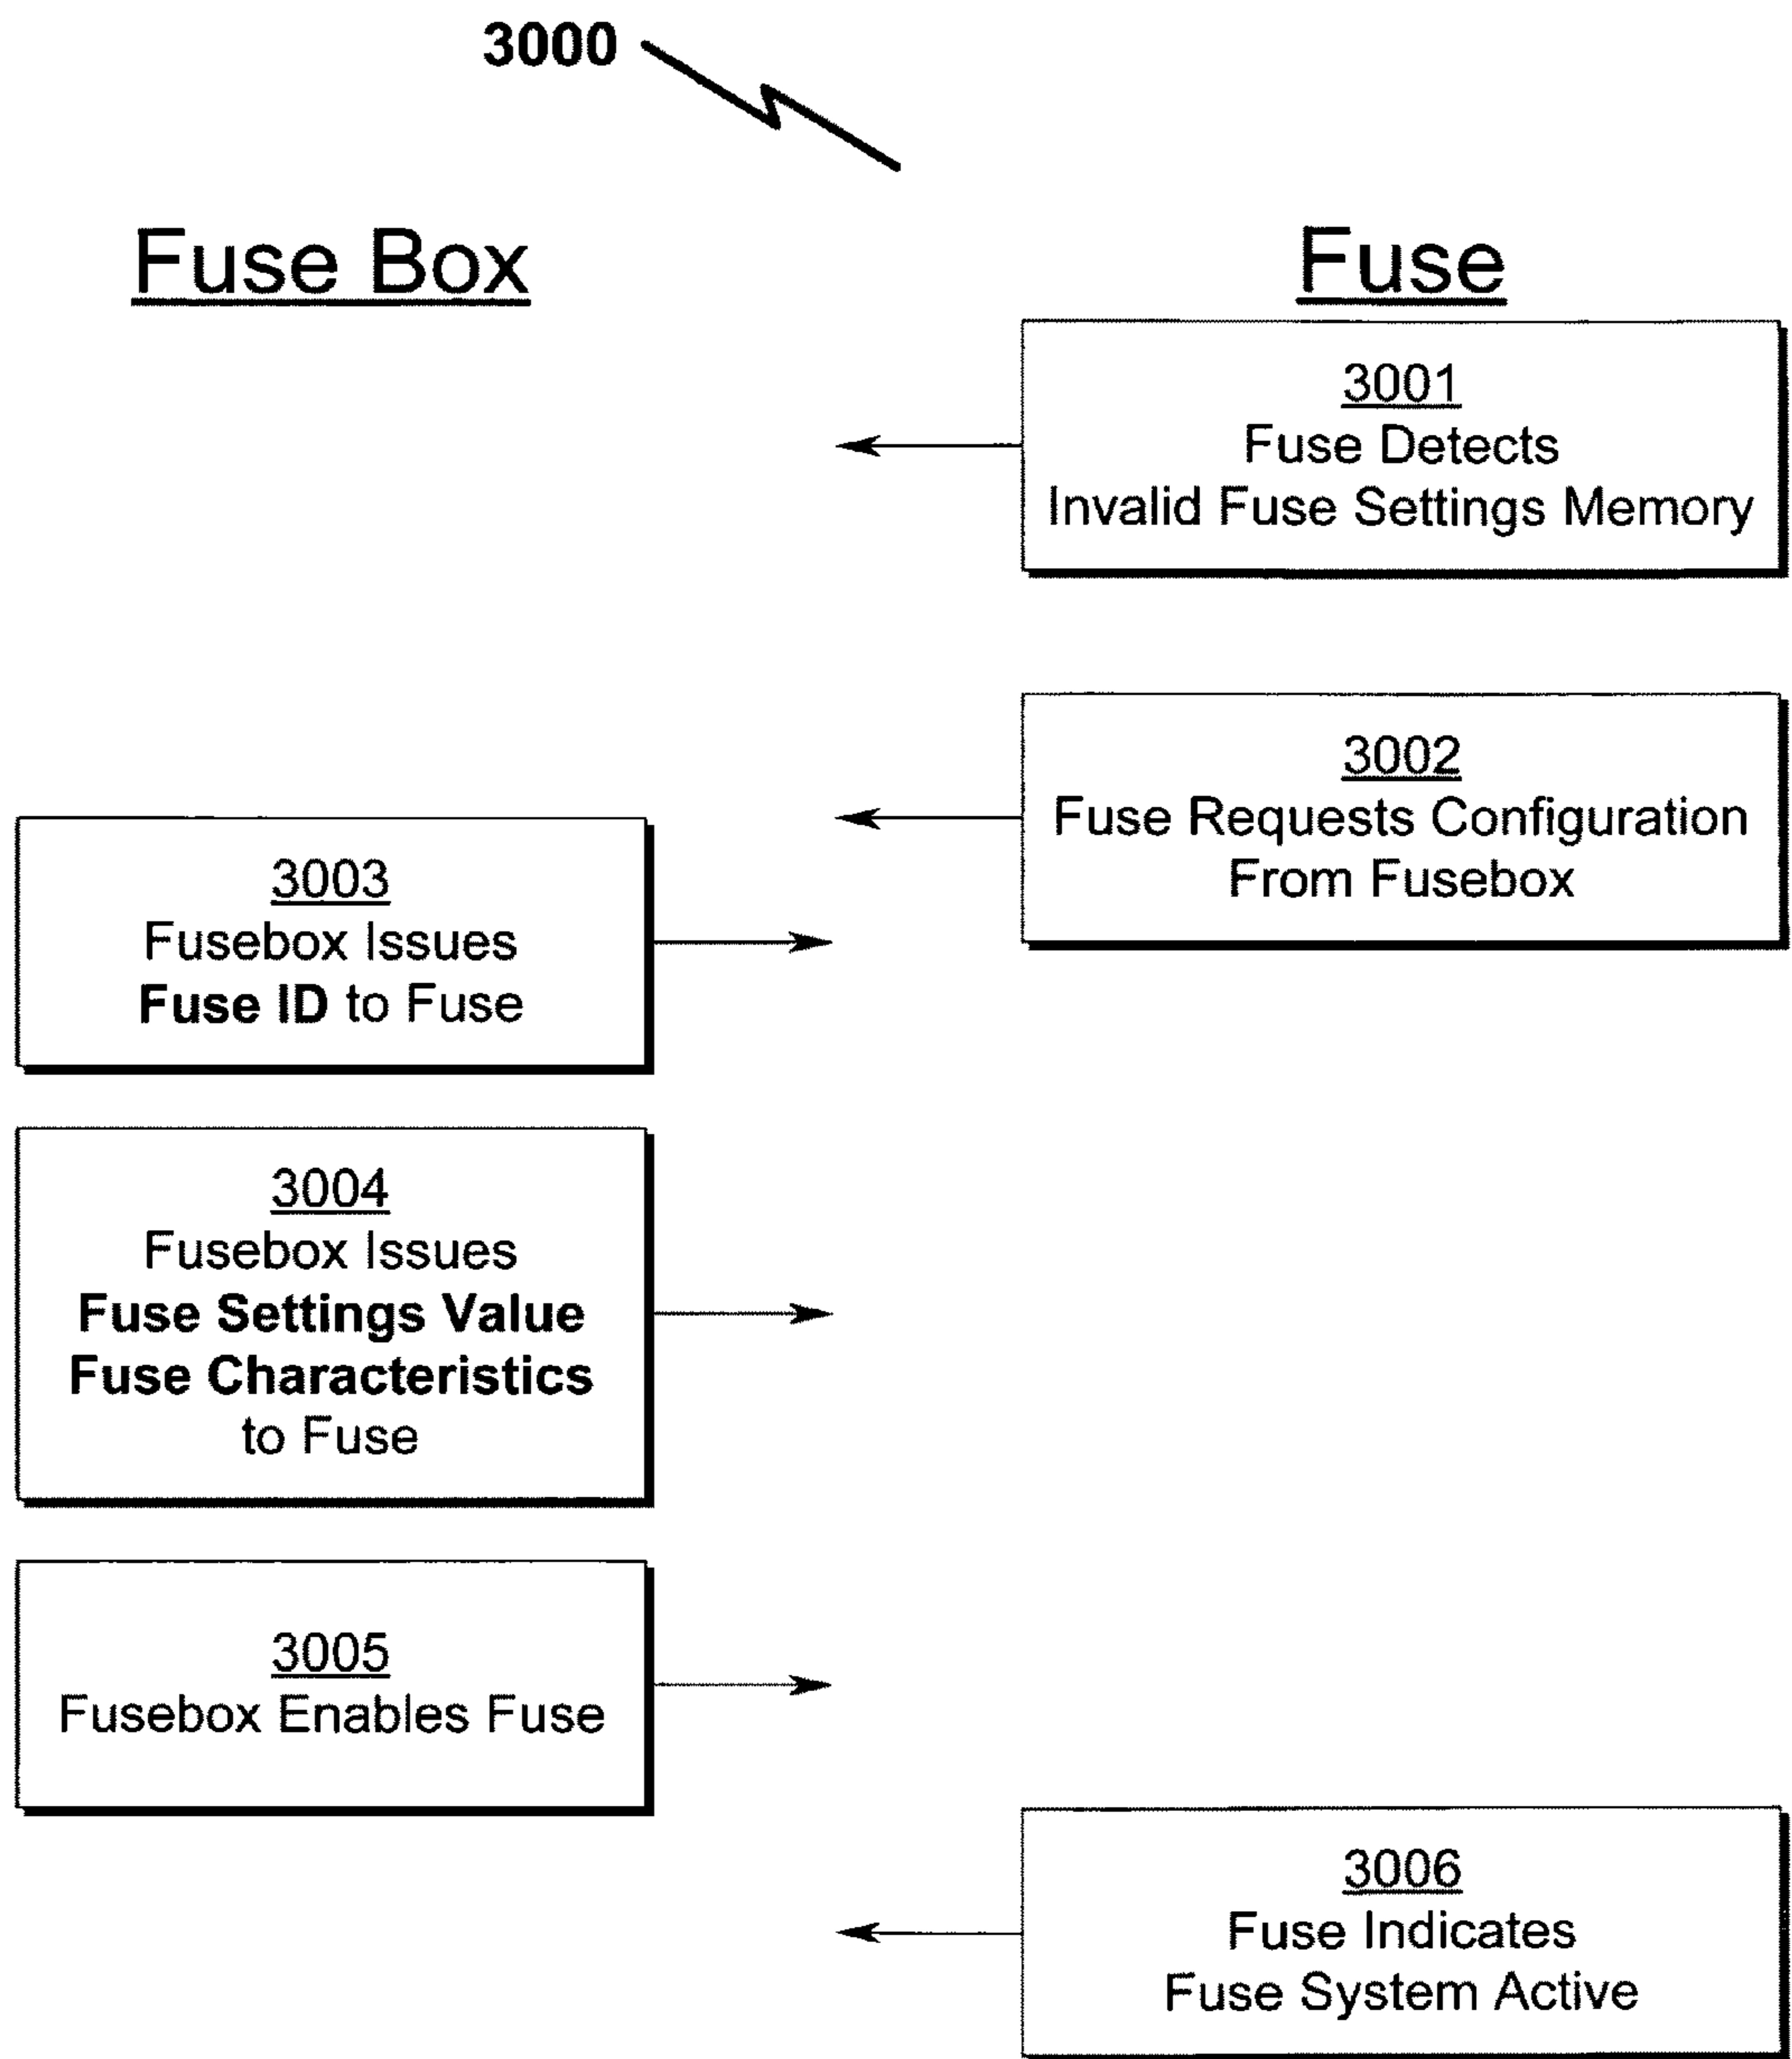 3000
Fuse Box
Fuse
3001
Fuse Detects
Invalid Fuse Settings Memory
3002
Fuse Requests Configuration
From Fusebox
3003
Fusebox Issues
Fuse ID to Fuse
3004
Fusebox Issues
Fuse Settings Value
Fuse Characteristics
to Fuse
3005
Fusebox Enables Fuse
3006
Fuse Indicates
Fuse System Active